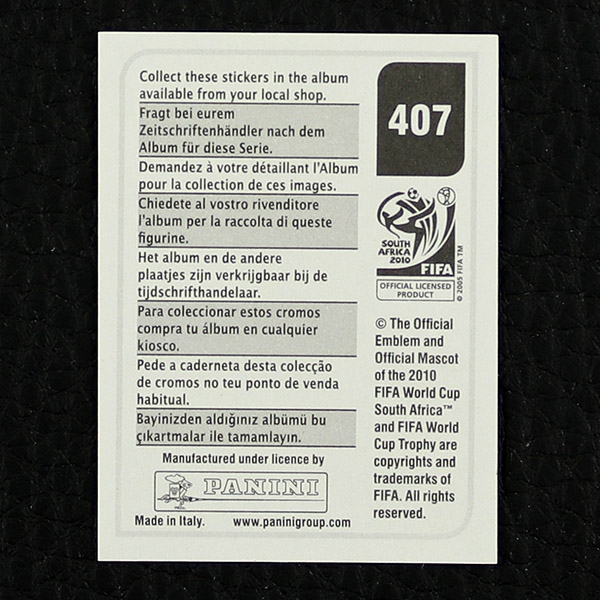 Collect these stickers in the album
available from your local shop.
Fragt bei eurem
Zeitschriftenhändler nach dem
Album für diese Serie.
Demandez à votre détaillant l'Album
pour la collection de ces images.
Chiedete al vostro rivenditore
l'album per la raccolta di queste
figurine.
Het album en de andere
plaatjes zijn verkrijgbaar bij de
tijdschrifthandelaar.
Para coleccionar estos cromos
compra tu álbum en cualquier
kiosco.
Pede a caderneta desta colecção
de cromos no teu ponto de venda
habitual.
Bayinizden aldığınız albümü bu
çıkartmalar ile tamamlayın.
Manufactured under licence by
PANINI
Made in Italy. www.paninigroup.com
407
SOUTH
AFRICA
2010
FIFA
OFFICIAL LICENSED
PRODUCT
© 2005 FIFA TM
© The Official
Emblem and
Official Mascot
of the 2010
FIFA World Cup
South Africa™
and FIFA World
Cup Trophy are
copyrights and
trademarks of
FIFA. All rights
reserved.